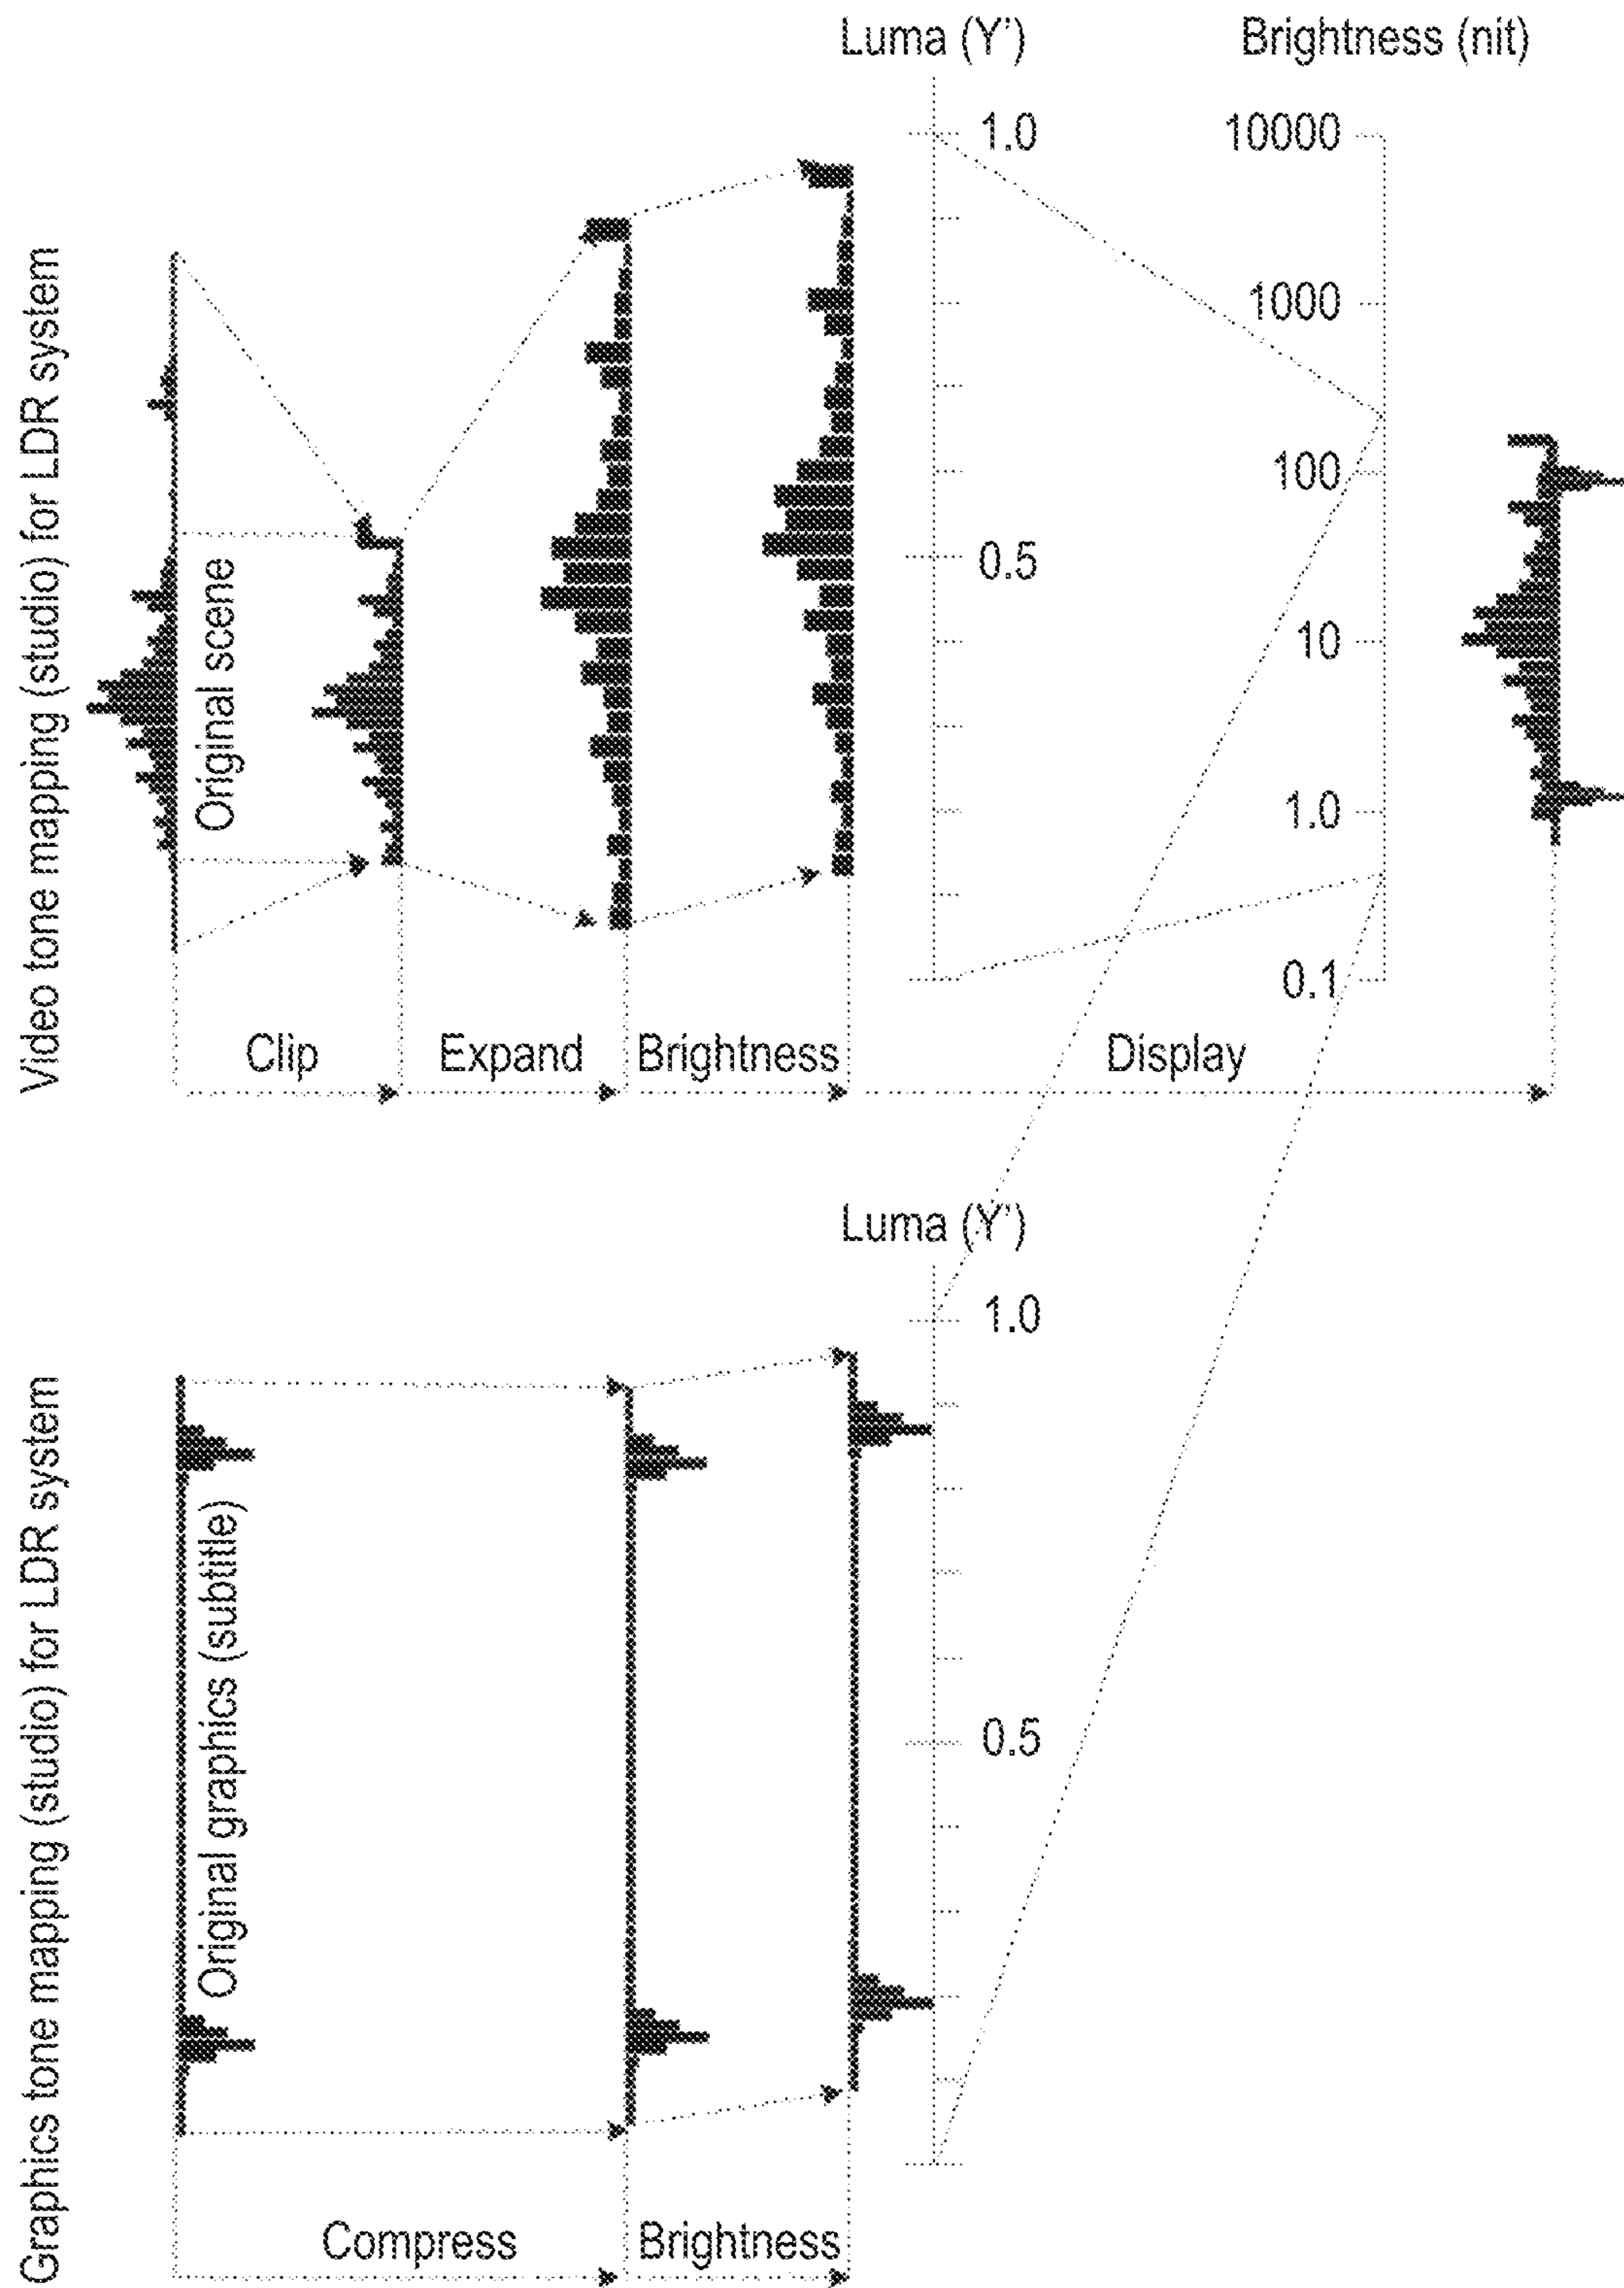 Video tone mapping (studio) for LDR system
Luma (Y’)
Brightness (nit)
1.0
0.5
10000
1000
100
10
1.0
0.1
Original scene
Clip
Expand
Brightness
Display
Graphics tone mapping (studio) for LDR system
Luma (Y’)
1.0
0.5
Original graphics (subtitle)
Compress
Brightness